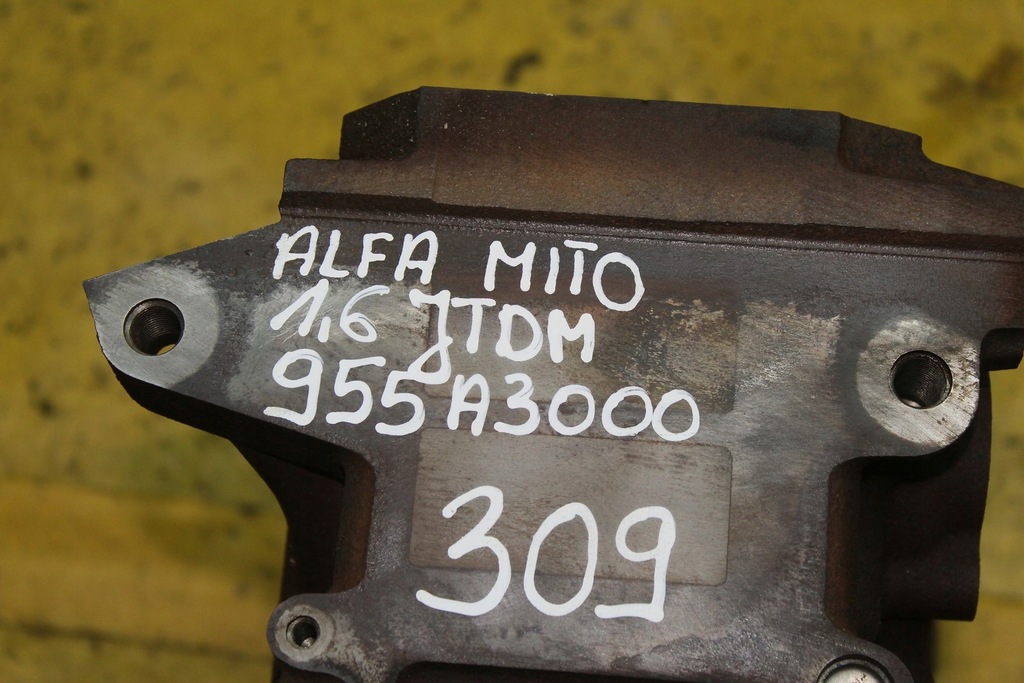 ALFA MITO
1,6 JTDM
955A3000
309